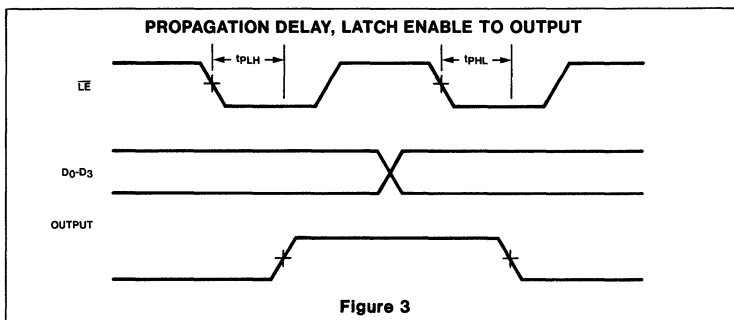 PROPAGATION DELAY, LATCH ENABLE TO OUTPUT
tPLH
tPHL
LE
D0-D3
OUTPUT
Figure 3